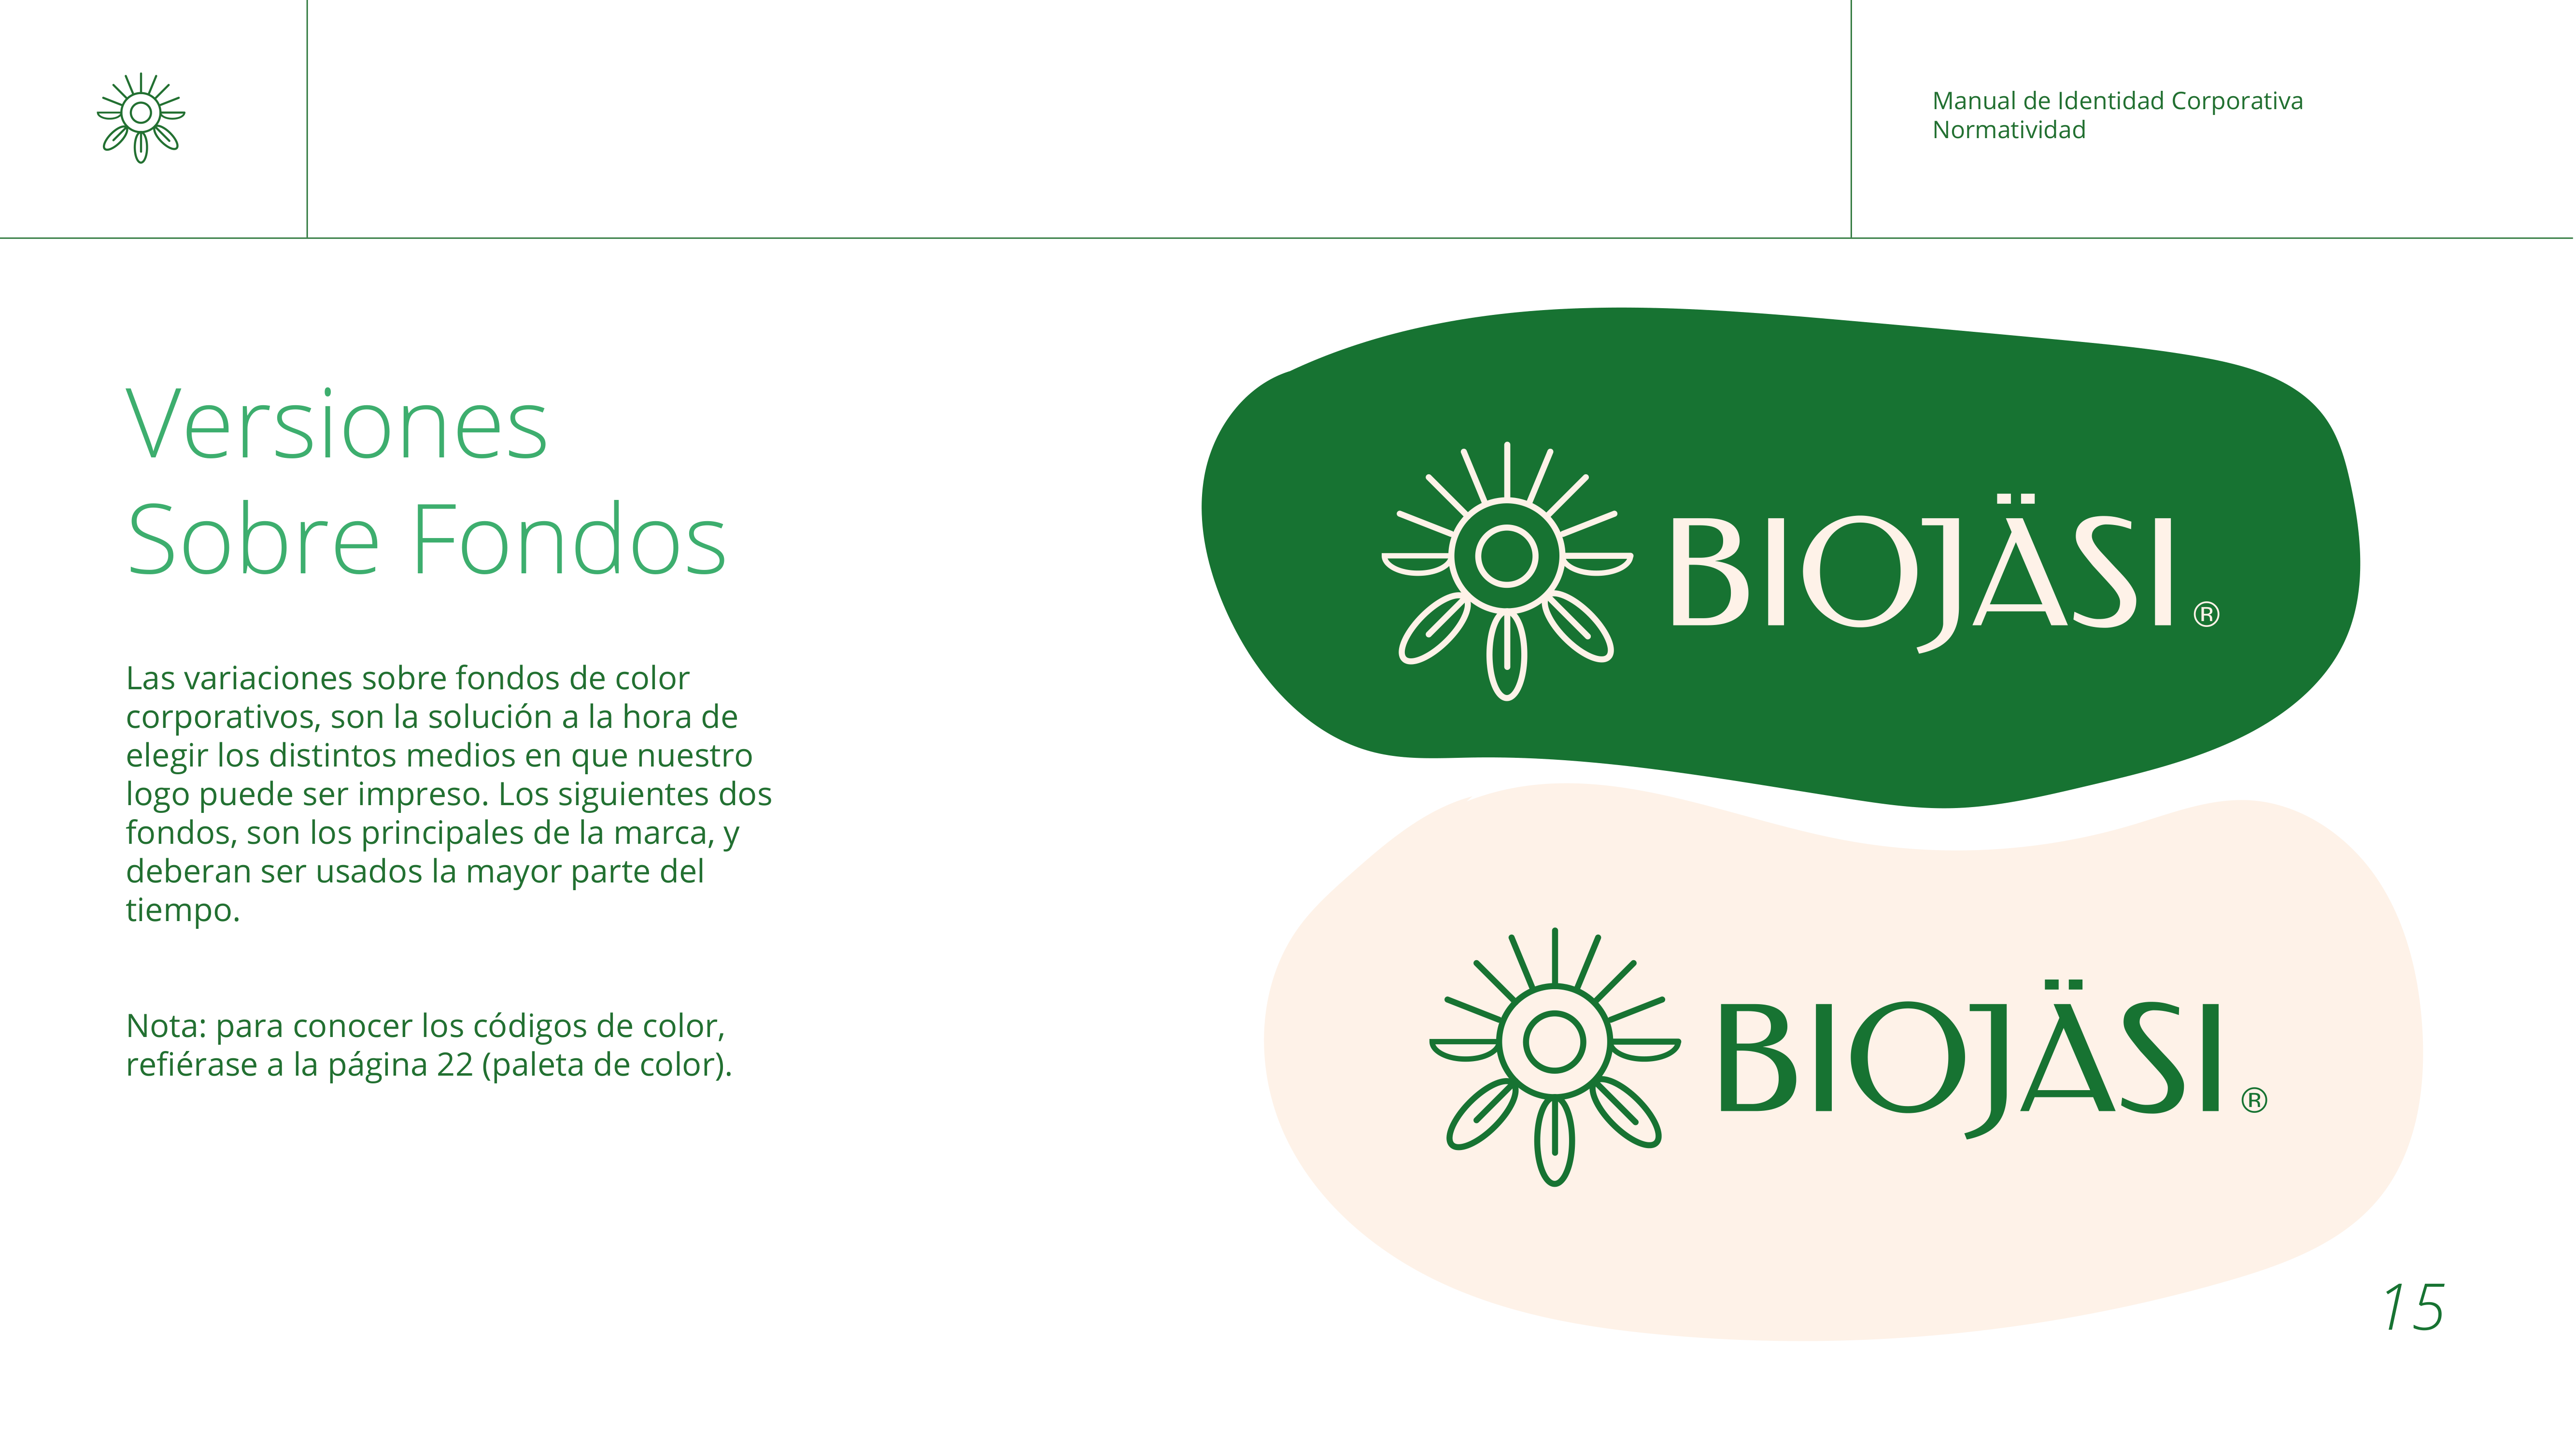 Manual de Identidad Corporativa
Normatividad
Versiones
Sobre Fondos
Las variaciones sobre fondos de color
corporativos, son la solución a la hora de
elegir los distintos medios en que nuestro
logo puede ser impreso. Los siguientes dos
fondos, son los principales de la marca, y
deberan ser usados la mayor parte del
tiempo.
Nota: para conocer los códigos de color,
refiérase a la página 22 (paleta de color).
BIOJÄSI ®
BIOJÄSI ®
15